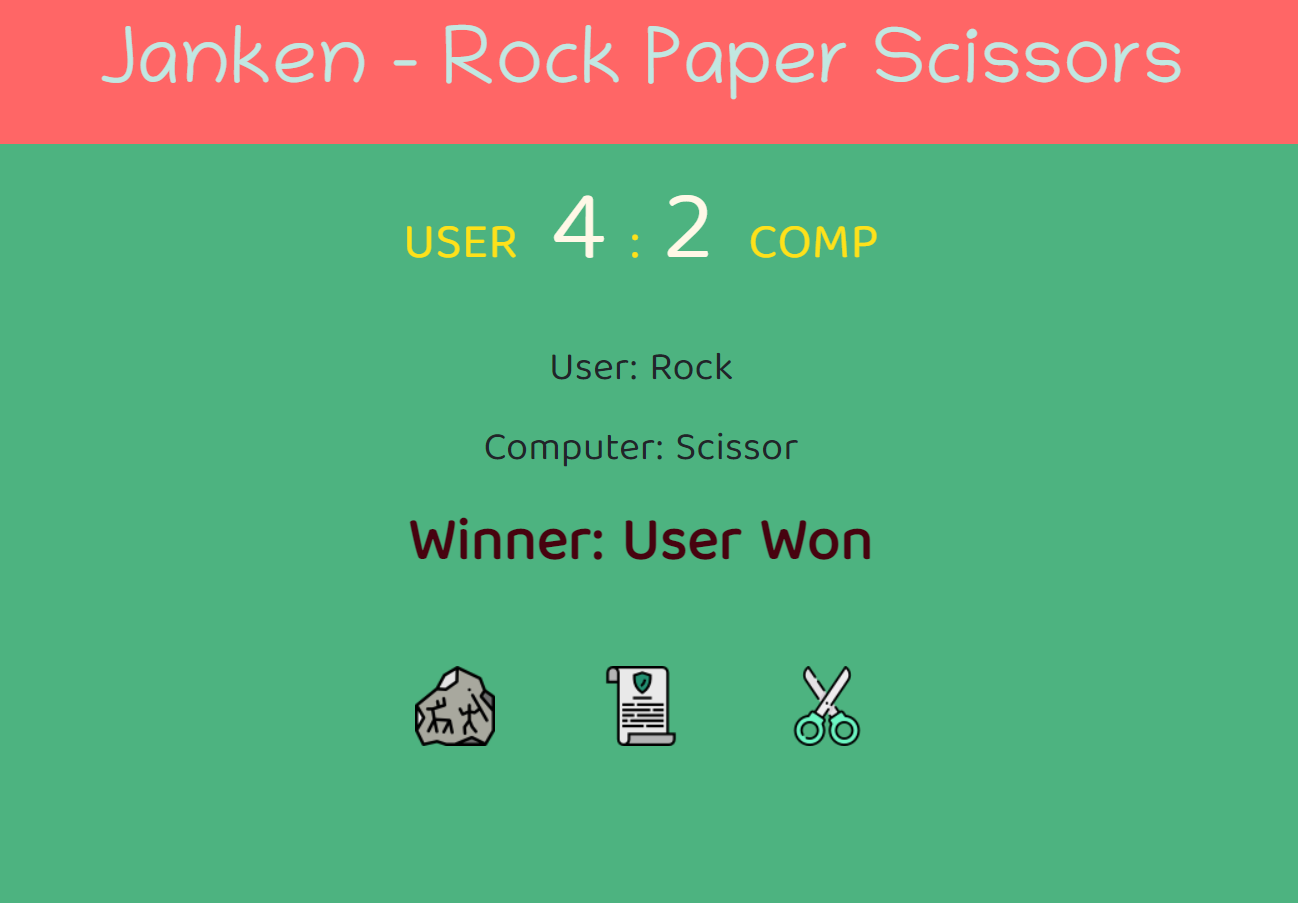 Janken - Rock Paper Scissors
USER 4 : 2 COMP
User: Rock
Computer: Scissor
Winner: User Won